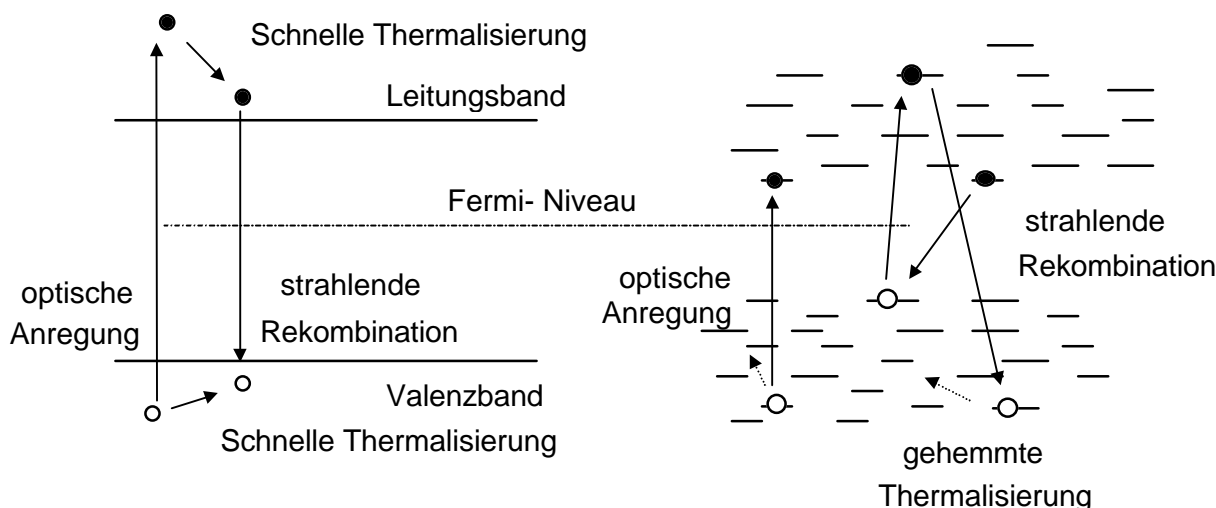 Schnelle Thermalisierung
Leitungsband
Fermi- Niveau
optische
Anregung
strahlende
Rekombination
Valenzband
Schnelle Thermalisierung
optische
Anregung
strahlende
Rekombination
gehemmte
Thermalisierung